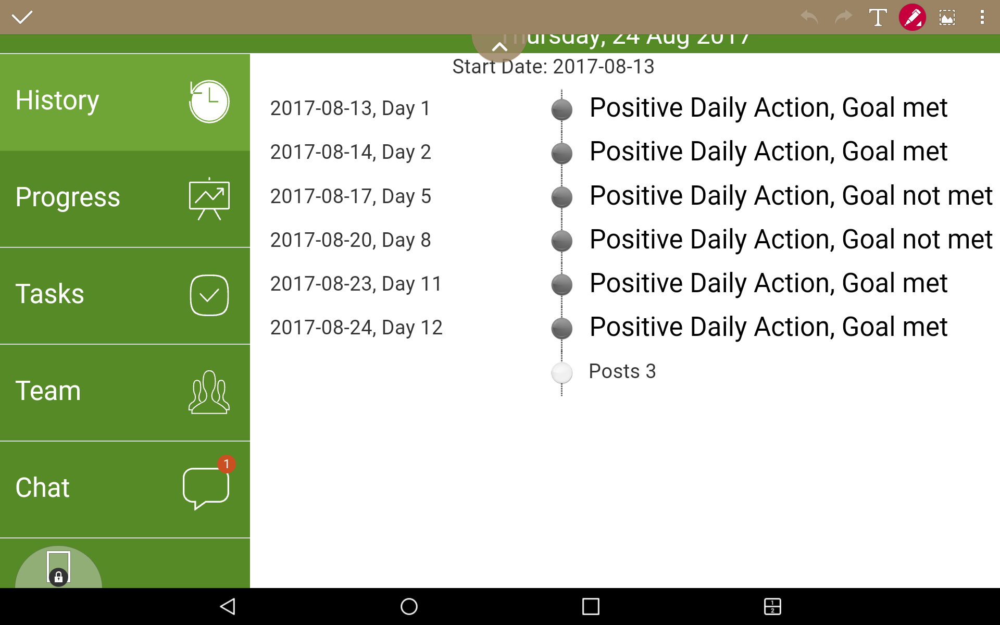 T
Thursday, 24 Aug 2017
Start Date: 2017-08-13
History
2017-08-13, Day 1 Positive Daily Action, Goal met
2017-08-14, Day 2 Positive Daily Action, Goal met
Progress
2017-08-17, Day 5 Positive Daily Action, Goal not met
2017-08-20, Day 8 Positive Daily Action, Goal not met
Tasks
2017-08-23, Day 11 Positive Daily Action, Goal met
2017-08-24, Day 12 Positive Daily Action, Goal met
Team
Posts 3
Chat
1
1
2